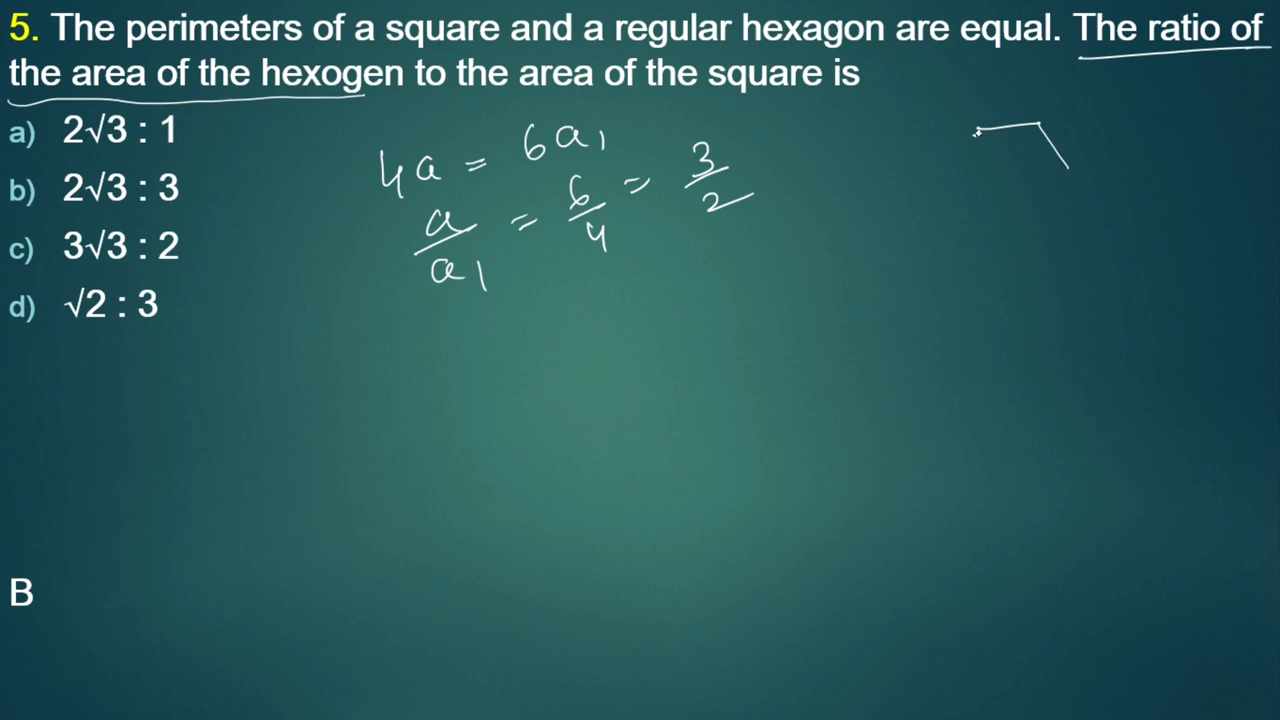 5. The perimeters of a square and a regular hexagon are equal. The ratio of
the area of the hexogen to the area of the square is
a) 2√3 : 1
b) 2√3 : 3
c) 3√3 : 2
d) √2 : 3
4a = 6a1
a/a1 = 6/4 = 3/2
B